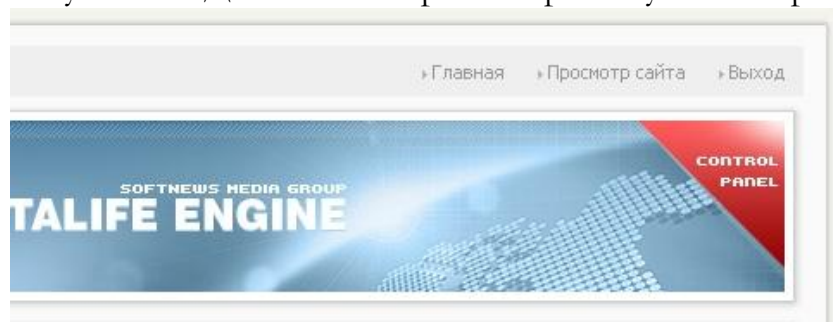 Главная Просмотр сайта Выход
SOFTNEWS MEDIA GROUP
TALIFE ENGINE
CONTROL
PANEL